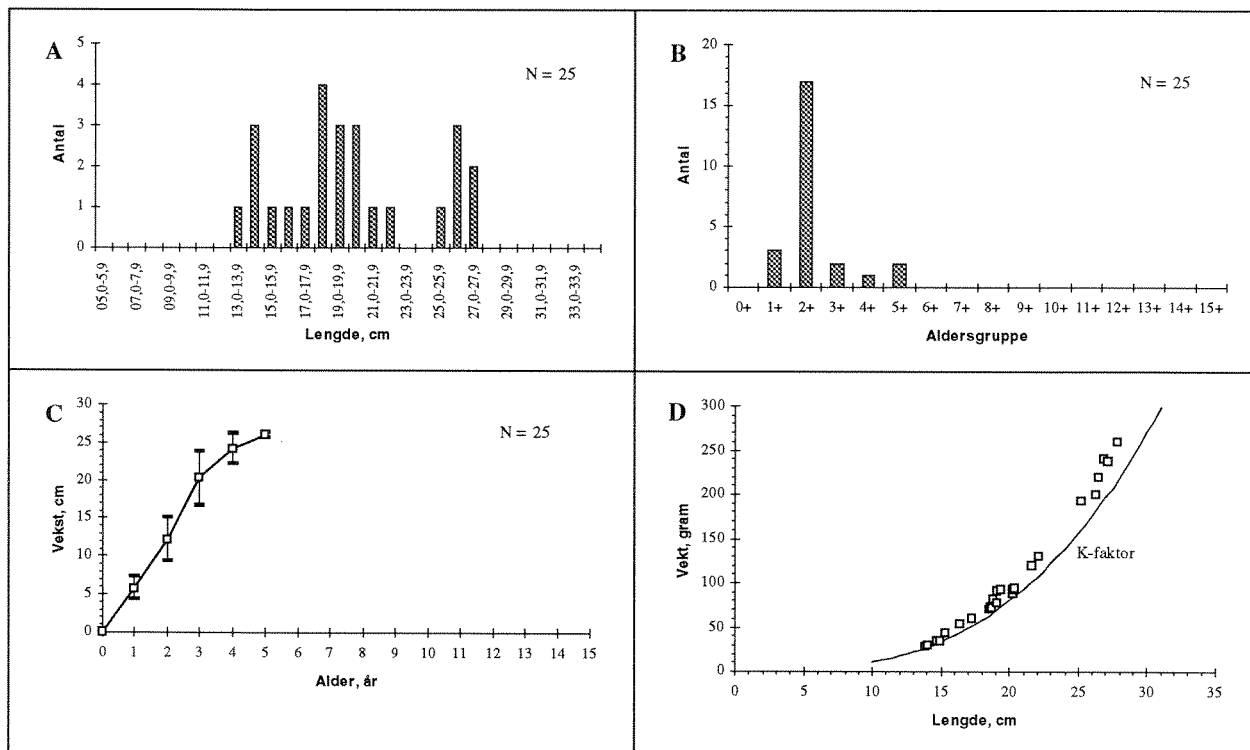 A
N = 25
Antal
5
4
3
2
1
0
05,0-5,9
07,0-7,9
09,0-9,9
11,0-11,9
13,0-13,9
15,0-15,9
17,0-17,9
19,0-19,9
21,0-21,9
23,0-23,9
25,0-25,9
27,0-27,9
29,0-29,9
31,0-31,9
33,0-33,9
Lengde, cm
B
N = 25
Antal
20
15
10
5
0
0+ 1+ 2+ 3+ 4+ 5+ 6+ 7+ 8+ 9+ 10+ 11+ 12+ 13+ 14+ 15+
Aldersgruppe
C
N = 25
Vekst, cm
30
25
20
15
10
5
0
0 1 2 3 4 5 6 7 8 9 10 11 12 13 14 15
Alder, år
D
Vekt, gram
300
250
200
150
100
50
0
K-faktor
0 5 10 15 20 25 30 35
Lengde, cm